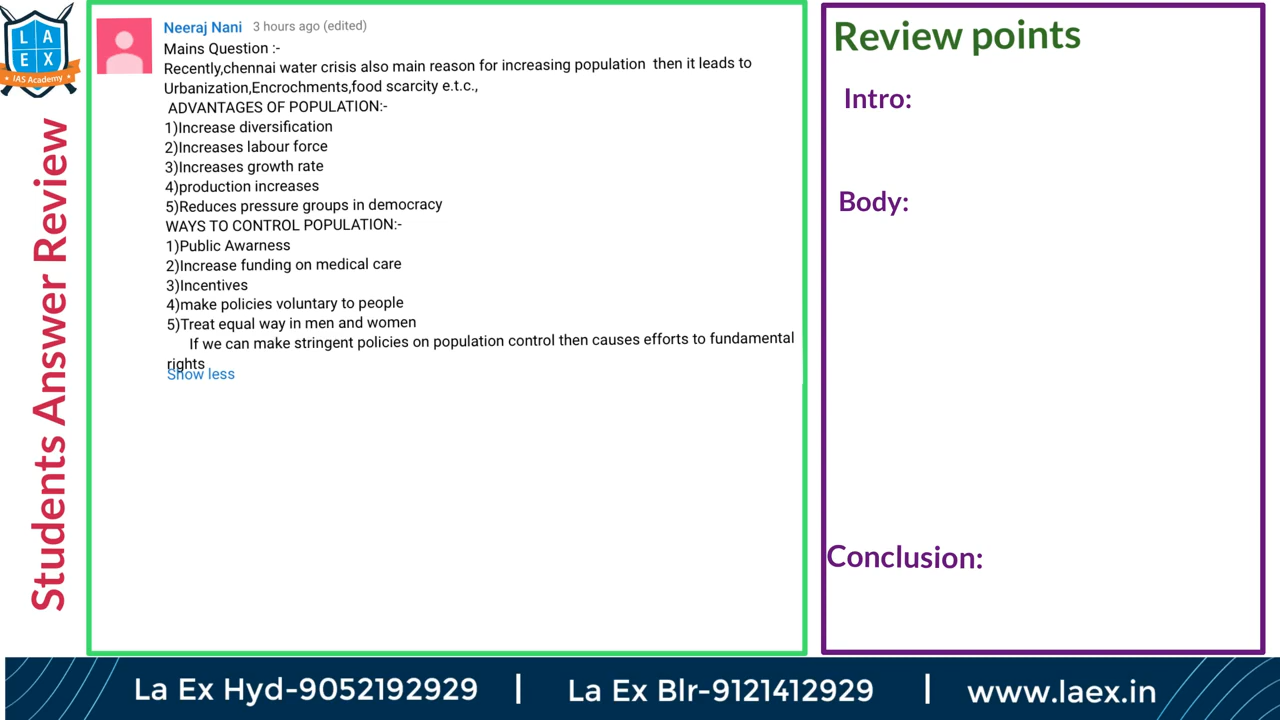 L A
E X
IAS Academy
Students Answer Review
Neeraj Nani 3 hours ago (edited)
Mains Question :-
Recently,chennai water crisis also main reason for increasing population then it leads to
Urbanization,Encrochments,food scarcity e.t.c.,
ADVANTAGES OF POPULATION:-
1)Increase diversification
2)Increases labour force
3)Increases growth rate
4)production increases
5)Reduces pressure groups in democracy
WAYS TO CONTROL POPULATION:-
1)Public Awarness
2)Increase funding on medical care
3)Incentives
4)make policies voluntary to people
5)Treat equal way in men and women
If we can make stringent policies on population control then causes efforts to fundamental
rights
Show less
Review points
Intro:
Body:
Conclusion:
La Ex Hyd-9052192929 | La Ex Blr-9121412929 | www.laex.in